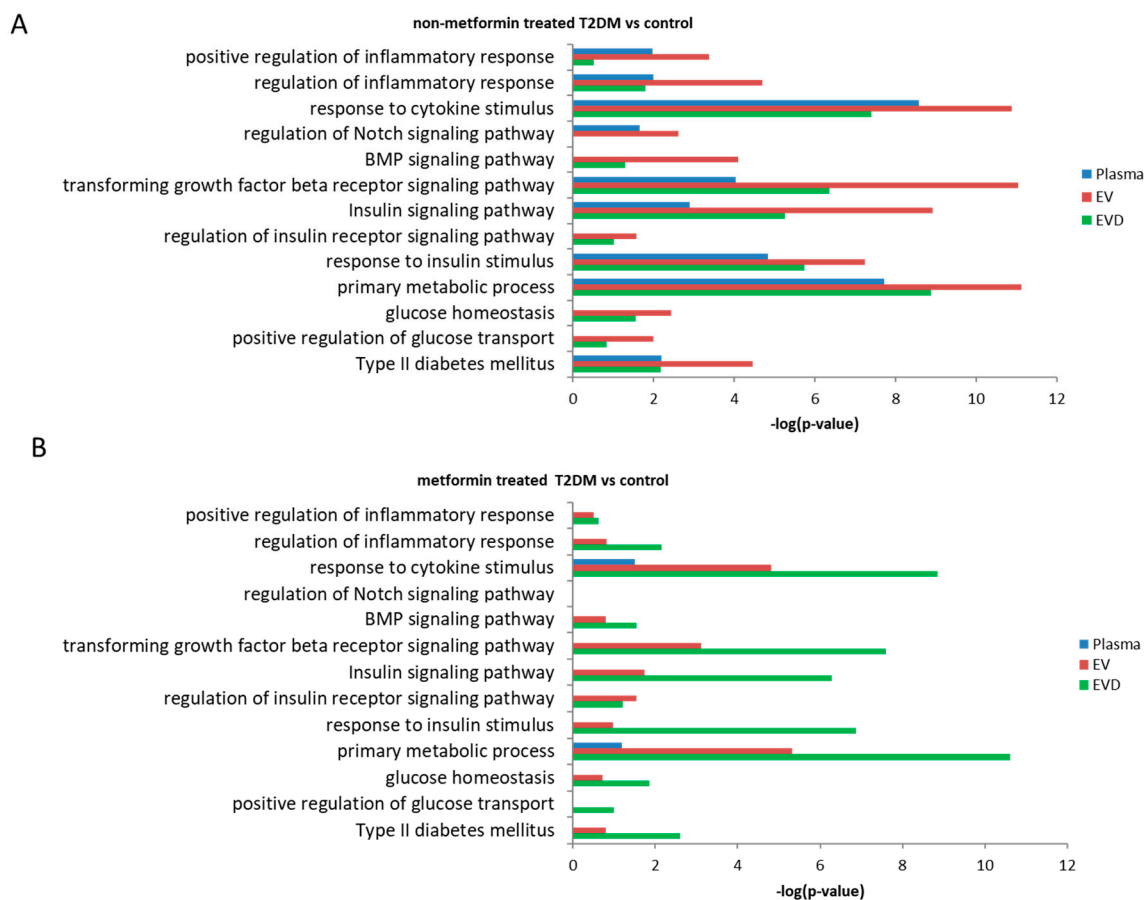 A
non-metformin treated T2DM vs control
positive regulation of inflammatory response
regulation of inflammatory response
response to cytokine stimulus
regulation of Notch signaling pathway
BMP signaling pathway
transforming growth factor beta receptor signaling pathway
Insulin signaling pathway
regulation of insulin receptor signaling pathway
response to insulin stimulus
primary metabolic process
glucose homeostasis
positive regulation of glucose transport
Type II diabetes mellitus
Plasma
EV
EVD
0 2 4 6 8 10 12
-log(p-value)
B
metformin treated T2DM vs control
positive regulation of inflammatory response
regulation of inflammatory response
response to cytokine stimulus
regulation of Notch signaling pathway
BMP signaling pathway
transforming growth factor beta receptor signaling pathway
Insulin signaling pathway
regulation of insulin receptor signaling pathway
response to insulin stimulus
primary metabolic process
glucose homeostasis
positive regulation of glucose transport
Type II diabetes mellitus
Plasma
EV
EVD
0 2 4 6 8 10 12
-log(p-value)